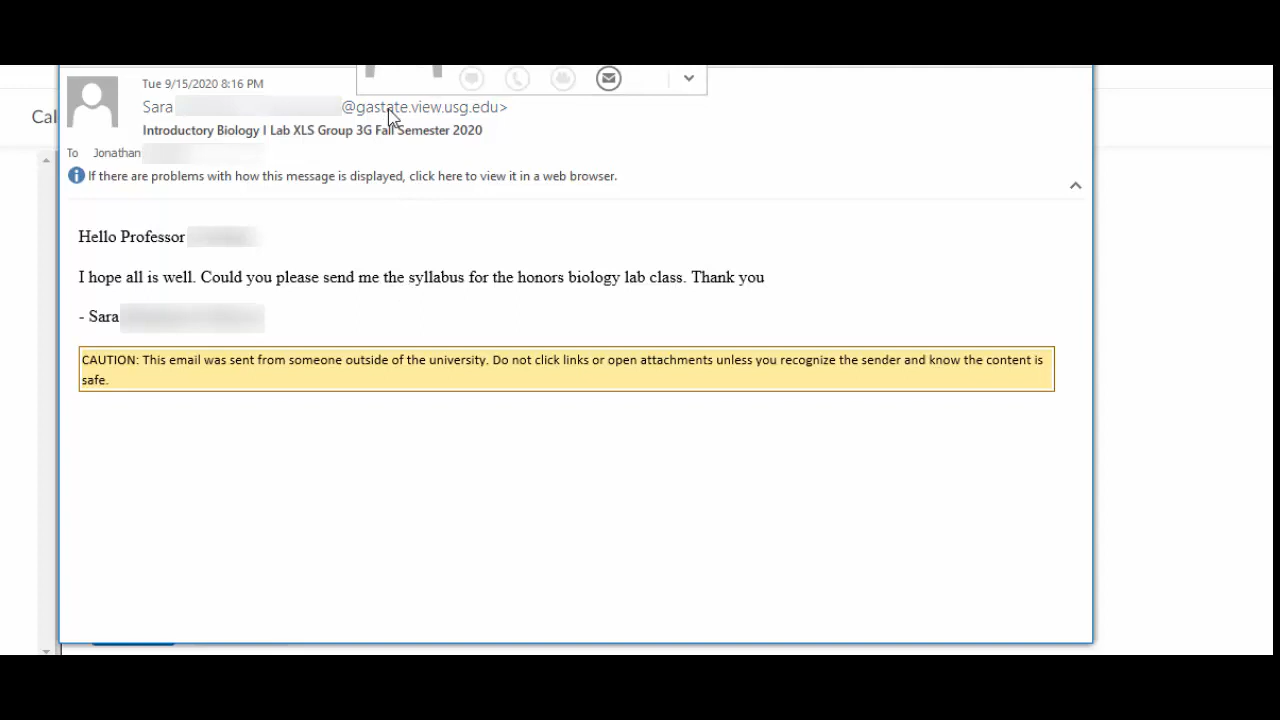 Tue 9/15/2020 8:16 PM
Cal
Sara @gastate.view.usg.edu>
Introductory Biology I Lab XLS Group 3G Fall Semester 2020
To Jonathan
If there are problems with how this message is displayed, click here to view it in a web browser.
Hello Professor
I hope all is well. Could you please send me the syllabus for the honors biology lab class. Thank you
- Sara
CAUTION: This email was sent from someone outside of the university. Do not click links or open attachments unless you recognize the sender and know the content is
safe.